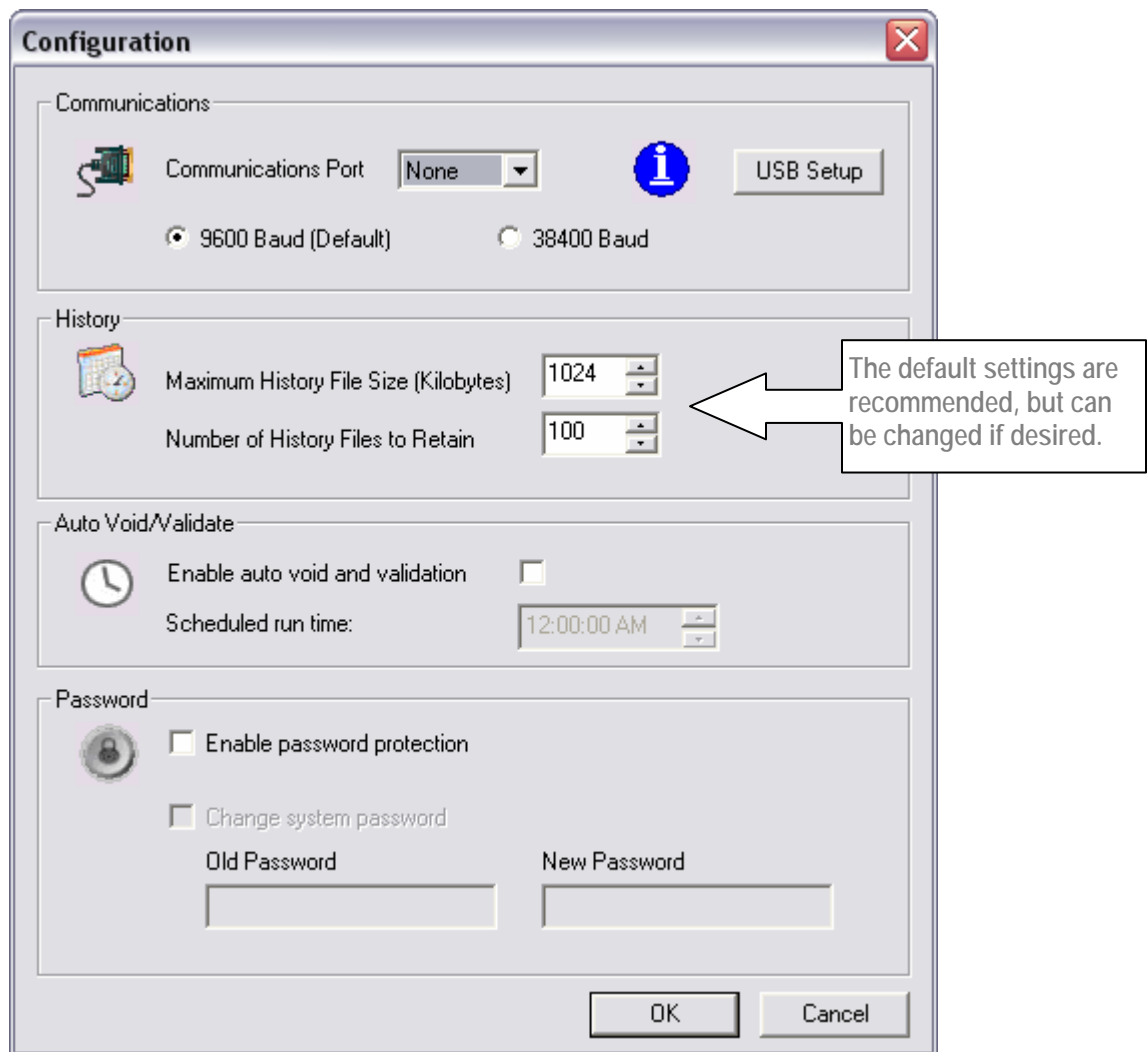 Configuration
Communications
Communications Port None USB Setup
9600 Baud (Default) 38400 Baud
History
Maximum History File Size (Kilobytes) 1024
Number of History Files to Retain 100
The default settings are
recommended, but can
be changed if desired.
Auto Void/Validate
Enable auto void and validation
Scheduled run time: 12:00:00 AM
Password
Enable password protection
Change system password
Old Password New Password
OK Cancel